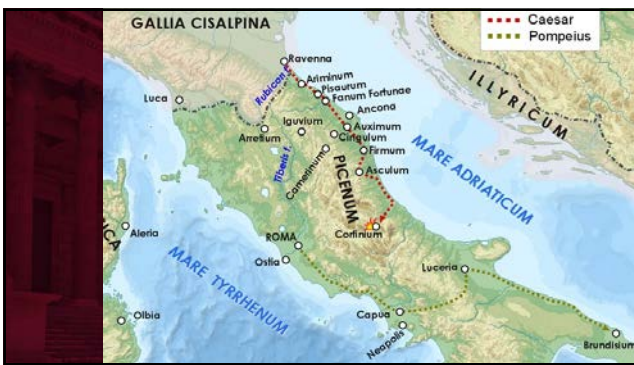 GALLIA CISALPINA
Caesar
Pompeius
Ravenna
Rubicon f.
Ariminum
Pisaurum
Fanum Fortunae
ILLYRICUM
Luca
Ancona
Iguvium
Auximum
Arretium
Cingulum
Firmum
MARE ADRIATICUM
Tiberis f.
Camerinum
PICENUM
Asculum
UCA
Aleria
ROMA
Corfinium
Ostia
MARE TYRRHENUM
Luceria
Olbia
Capua
Neapolis
Brundisium